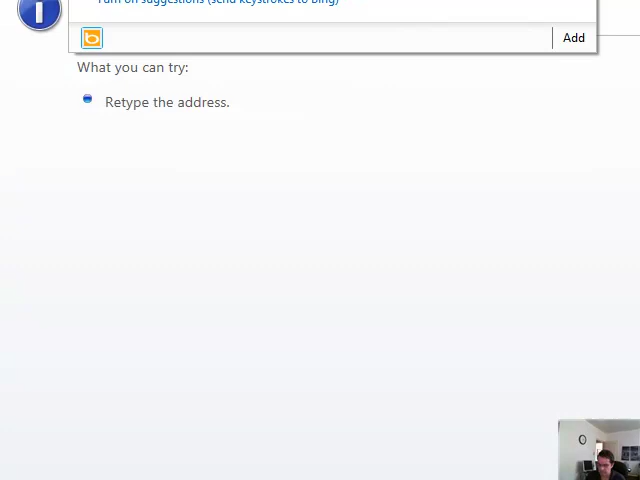 Turn on suggestions (send keystrokes to Bing)
Add
What you can try:
Retype the address.